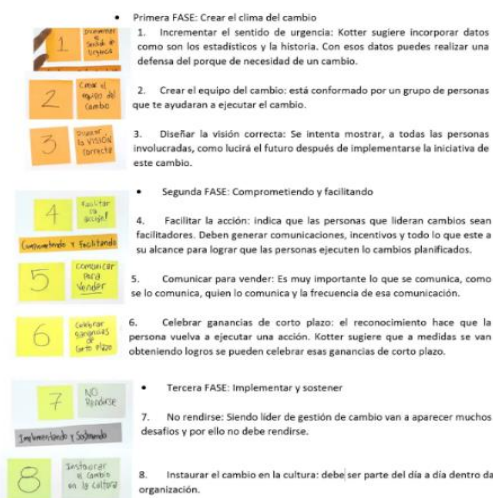 • Primera FASE: Crear el clima del cambio
1
Incrementar el sentido de urgencia
1. Incrementar el sentido de urgencia: Kotter sugiere incorporar datos
como son los estadísticos y la historia. Con esos datos puedes realizar una
defensa del porque de necesidad de un cambio.
2
Crear el equipo del Cambio
2. Crear el equipo del cambio: está conformado por un grupo de personas
que te ayudaran a ejecutar el cambio.
3
la VISIÓN
Correcta
3. Diseñar la visión correcta: Se intenta mostrar, a todas las personas
involucradas, como lucirá el futuro después de implementarse la iniciativa de
este cambio.
• Segunda FASE: Comprometiendo y facilitando
4
Facilitar
la
acción!
Comprometiendo y Facilitando
4. Facilitar la acción: indica que las personas que lideran cambios sean
facilitadores. Deben generar comunicaciones, incentivos y todo lo que este a
su alcance para lograr que las personas ejecuten lo cambios planificados.
5
Comunicar
Para
Vender
5. Comunicar para vender: Es muy importante lo que se comunica, como
se lo comunica, quien lo comunica y la frecuencia de esa comunicación.
6
Celebrar
ganancias
de
Corto Plazo
6. Celebrar ganancias de corto plazo: el reconocimiento hace que la
persona vuelva a ejecutar una acción. Kotter sugiere que a medidas se van
obteniendo logros se pueden celebrar esas ganancias de corto plazo.
• Tercera FASE: Implementar y sostener
7
NO
Rendirse
7. No rendirse: Siendo líder de gestión de cambio van a aparecer muchos
desafíos y por ello no debe rendirse.
Implementando y Sosteniendo
8
Instaurar
el Cambio
en la Cultura
8. Instaurar el cambio en la cultura: debe ser parte del día a día dentro da
organización.